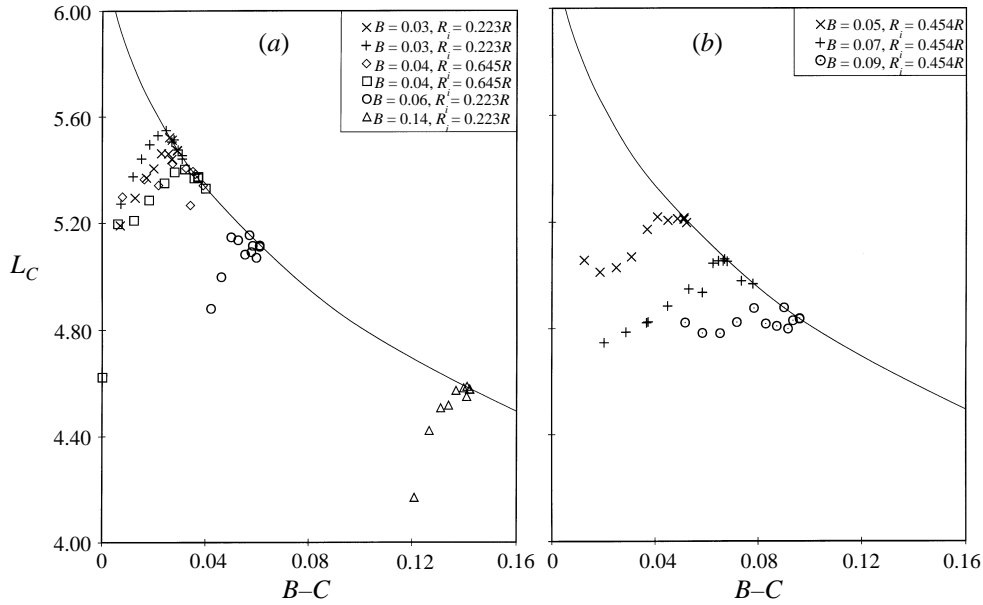 6.00
5.60
5.20
4.80
4.40
4.00
L_C
(a)
B = 0.03, R_i = 0.223R
B = 0.03, R_i = 0.223R
B = 0.04, R_i = 0.645R
B = 0.04, R_i = 0.645R
B = 0.06, R_i = 0.223R
B = 0.14, R_i = 0.223R
0 0.04 0.08 0.12 0.16
B–C
(b)
B = 0.05, R_i = 0.454R
B = 0.07, R_i = 0.454R
B = 0.09, R_i = 0.454R
0 0.04 0.08 0.12 0.16
B–C